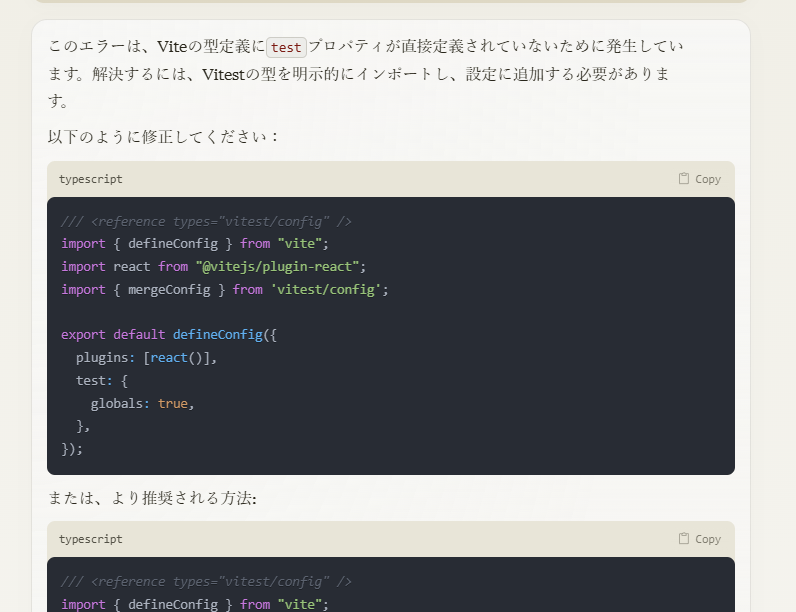 このエラーは、Viteの型定義にtestプロパティが直接定義されていないために発生してい
ます。解決するには、Vitestの型を明示的にインポートし、設定に追加する必要がありま
す。
以下のように修正してください：
typescript Copy
/// <reference types="vitest/config" />
import { defineConfig } from "vite";
import react from "@vitejs/plugin-react";
import { mergeConfig } from 'vitest/config';
export default defineConfig({
  plugins: [react()],
  test: {
    globals: true,
  },
});
または、より推奨される方法:
typescript Copy
/// <reference types="vitest/config" />
import { defineConfig } from "vite";